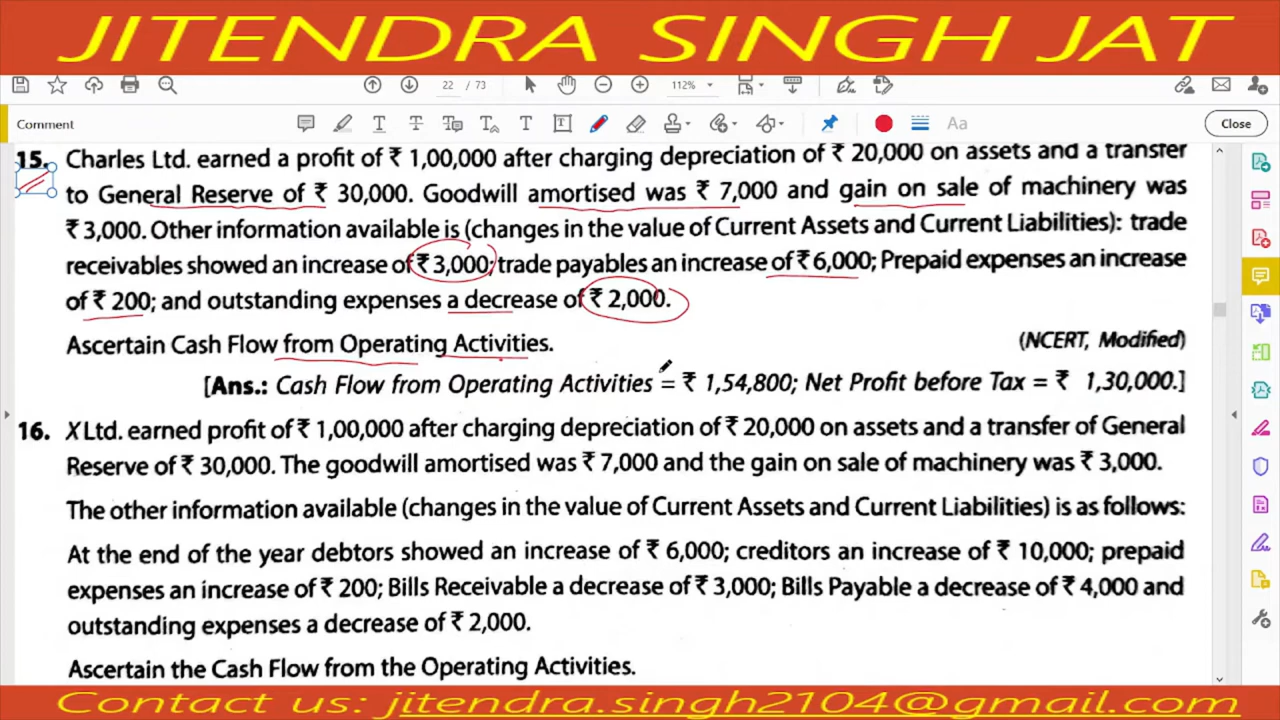 JITENDRA SINGH JAT
22 / 73
112%
Comment
Close
15. Charles Ltd. earned a profit of ₹ 1,00,000 after charging depreciation of ₹ 20,000 on assets and a transfer
to General Reserve of ₹ 30,000. Goodwill amortised was ₹ 7,000 and gain on sale of machinery was
₹ 3,000. Other information available is (changes in the value of Current Assets and Current Liabilities): trade
receivables showed an increase of ₹ 3,000; trade payables an increase of ₹ 6,000; Prepaid expenses an increase
of ₹ 200; and outstanding expenses a decrease of ₹ 2,000.
Ascertain Cash Flow from Operating Activities. (NCERT, Modified)
[Ans.: Cash Flow from Operating Activities = ₹ 1,54,800; Net Profit before Tax = ₹ 1,30,000.]
16. X Ltd. earned profit of ₹ 1,00,000 after charging depreciation of ₹ 20,000 on assets and a transfer of General
Reserve of ₹ 30,000. The goodwill amortised was ₹ 7,000 and the gain on sale of machinery was ₹ 3,000.
The other information available (changes in the value of Current Assets and Current Liabilities) is as follows:
At the end of the year debtors showed an increase of ₹ 6,000; creditors an increase of ₹ 10,000; prepaid
expenses an increase of ₹ 200; Bills Receivable a decrease of ₹ 3,000; Bills Payable a decrease of ₹ 4,000 and
outstanding expenses a decrease of ₹ 2,000.
Ascertain the Cash Flow from the Operating Activities.
Contact us: jitendra.singh2104@gmail.com